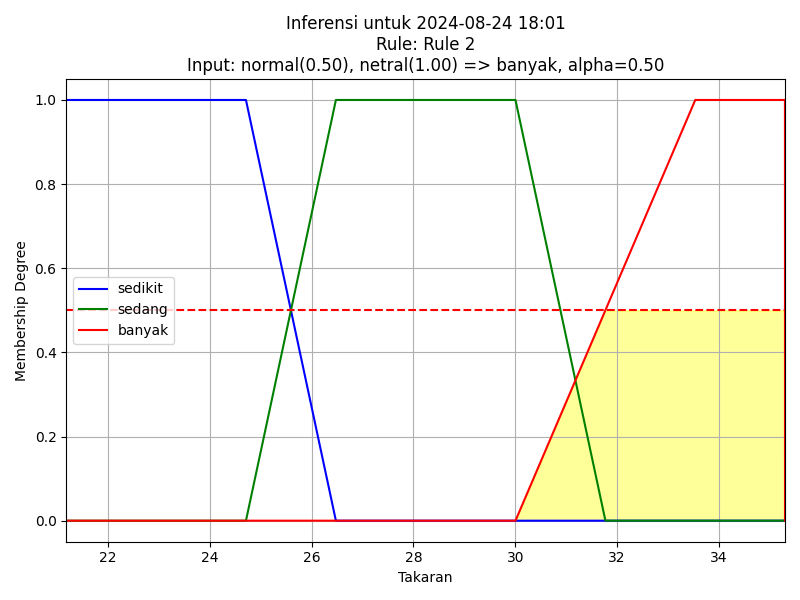 Inferensi untuk 2024-08-24 18:01
Rule: Rule 2
Input: normal(0.50), netral(1.00) => banyak, alpha=0.50
1.0
0.8
0.6
0.4
0.2
0.0
Membership Degree
sedikit
sedang
banyak
22
24
26
28
30
32
34
Takaran